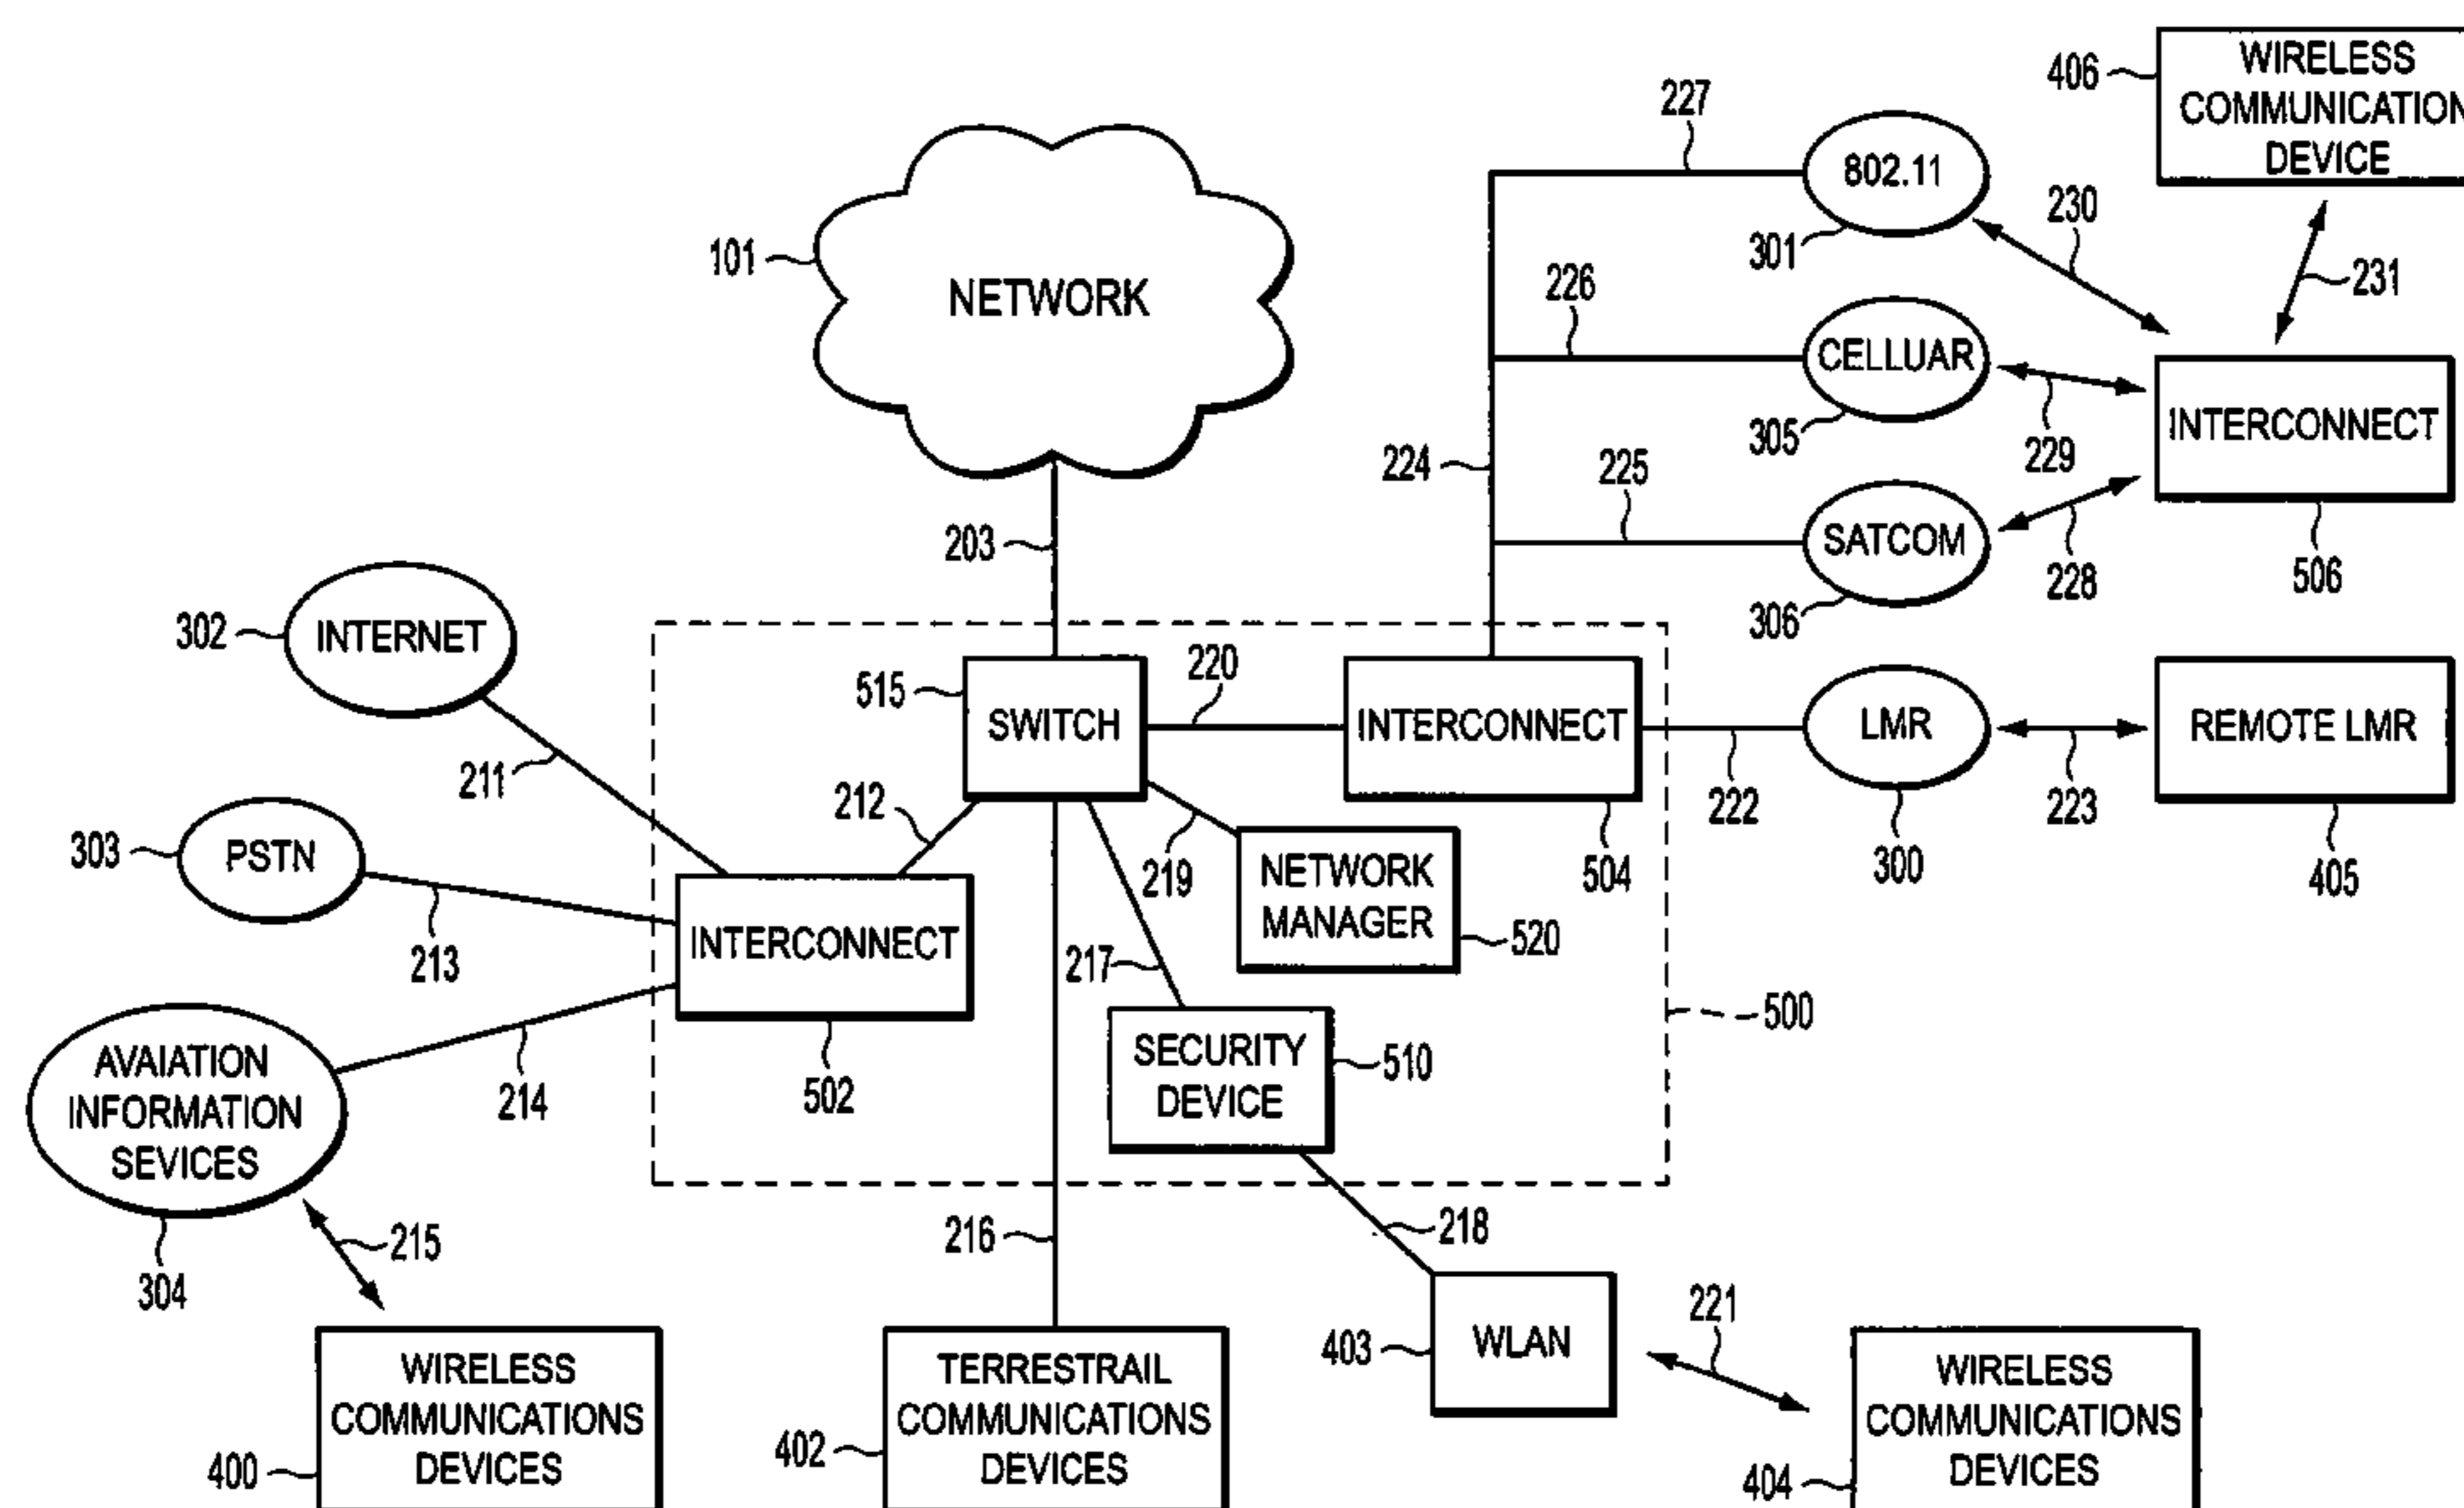 406
WIRELESS
COMMUNICATION
DEVICE
227
802.11
301
230
231
101
NETWORK
226
CELLUAR
305
229
INTERCONNECT
506
224
225
SATCOM
306
228
203
302
INTERNET
211
515
SWITCH
220
INTERCONNECT
504
222
LMR
300
223
REMOTE LMR
405
212
303
PSTN
213
219
NETWORK
MANAGER
520
INTERCONNECT
502
217
500
SECURITY
DEVICE
510
AVAIATION
INFORMATION
SEVICES
304
214
215
216
218
221
403
WLAN
400
WIRELESS
COMMUNICATIONS
DEVICES
402
TERRESTRAIL
COMMUNICATIONS
DEVICES
404
WIRELESS
COMMUNICATIONS
DEVICES